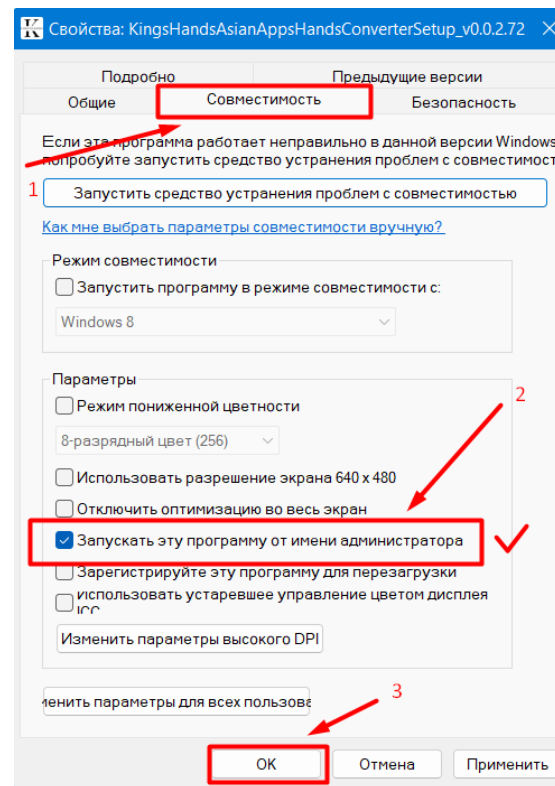 Свойства: KingsHandsAsianAppsHandsConverterSetup_v0.0.2.72
Подробно
Предыдущие версии
Общие
Совместимость
Безопасность
Если эта программа работает неправильно в данной версии Windows
попробуйте запустить средство устранения проблем с совместимост
1
Запустить средство устранения проблем с совместимостью
Как мне выбрать параметры совместимости вручную?
Режим совместимости
Запустить программу в режиме совместимости с:
Windows 8
Параметры
2
Режим пониженной цветности
8-разрядный цвет (256)
Использовать разрешение экрана 640 x 480
Отключить оптимизацию во весь экран
Запускать эту программу от имени администратора
Зарегистрируйте эту программу для перезагрузки
Использовать устаревшее управление цветом дисплея
ICC
Изменить параметры высокого DPI
енить параметры для всех пользова
3
ОК
Отмена
Применить